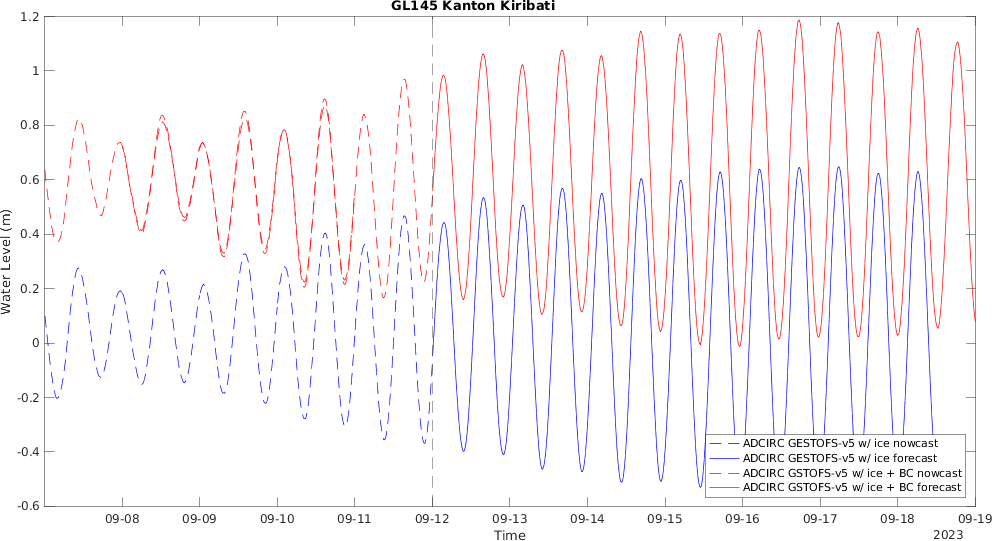 GL145 Kanton Kiribati
Water Level (m)
1.2
1
0.8
0.6
0.4
0.2
0
-0.2
-0.4
-0.6
ADCIRC GESTOFS-v5 w/ ice nowcast
ADCIRC GESTOFS-v5 w/ ice forecast
ADCIRC GSTOFS-v5 w/ ice + BC nowcast
ADCIRC GSTOFS-v5 w/ ice + BC forecast
09-08 09-09 09-10 09-11 09-12 09-13 09-14 09-15 09-16 09-17 09-18 09-19
Time
2023